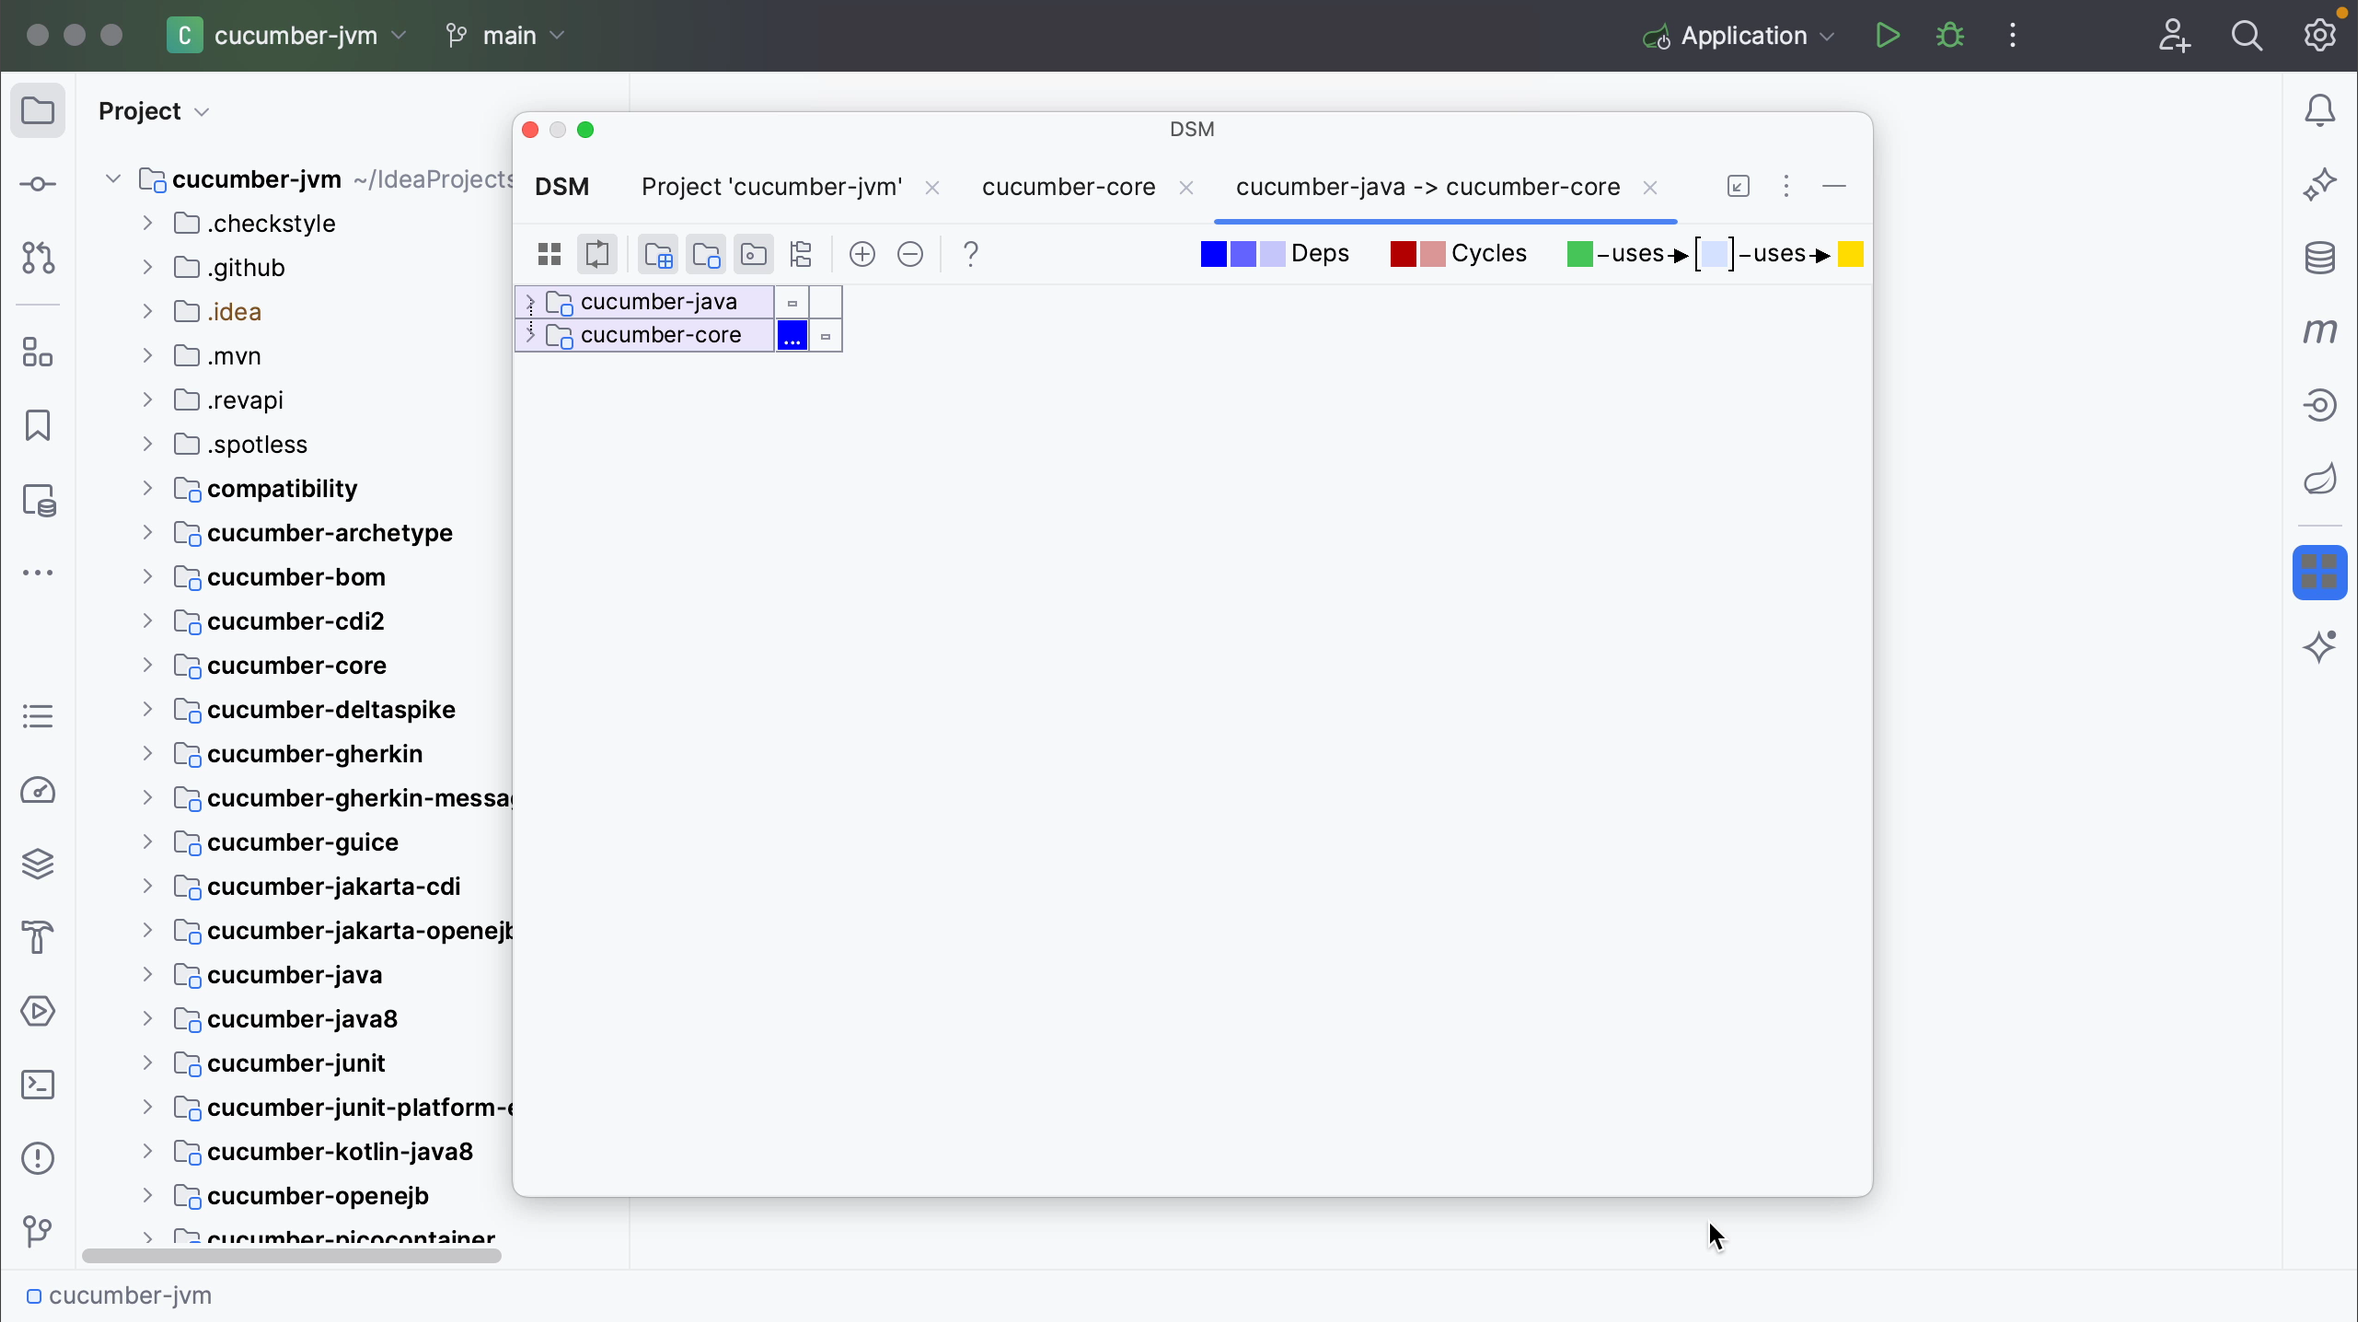 C cucumber-jvm main Application
Project
cucumber-jvm ~/IdeaProjects
.checkstyle
.github
.idea
.mvn
.revapi
.spotless
compatibility
cucumber-archetype
cucumber-bom
cucumber-cdi2
cucumber-core
cucumber-deltaspike
cucumber-gherkin
cucumber-gherkin-messag
cucumber-guice
cucumber-jakarta-cdi
cucumber-jakarta-openejb
cucumber-java
cucumber-java8
cucumber-junit
cucumber-junit-platform-e
cucumber-kotlin-java8
cucumber-openejb
cucumber-picocontainer
DSM
DSM Project 'cucumber-jvm' cucumber-core cucumber-java -> cucumber-core
? Deps Cycles –uses [ ] –uses
cucumber-java
cucumber-core ...
m
cucumber-jvm